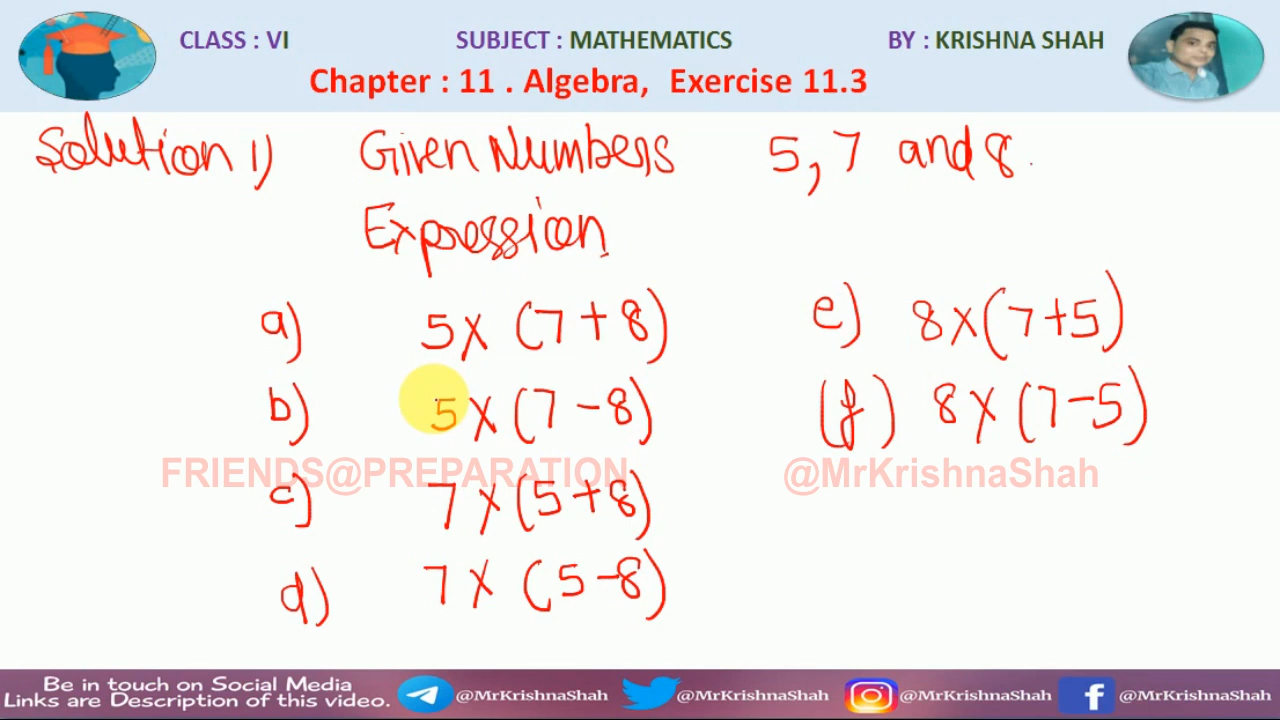 CLASS : VI SUBJECT : MATHEMATICS BY : KRISHNA SHAH
Chapter : 11 . Algebra, Exercise 11.3
Solution 1) Given Numbers 5, 7 and 8.
Expression
a) 5 × (7 + 8)
b) 5 × (7 - 8)
c) 7 × (5 + 8)
d) 7 × (5 - 8)
e) 8 × (7 + 5)
(f) 8 × (7 - 5)
FRIENDS@PREPARATION @MrKrishnaShah
Be in touch on Social Media
Links are Description of this video.
@MrKrishnaShah @MrKrishnaShah @MrKrishnaShah @MrKrishnaShah